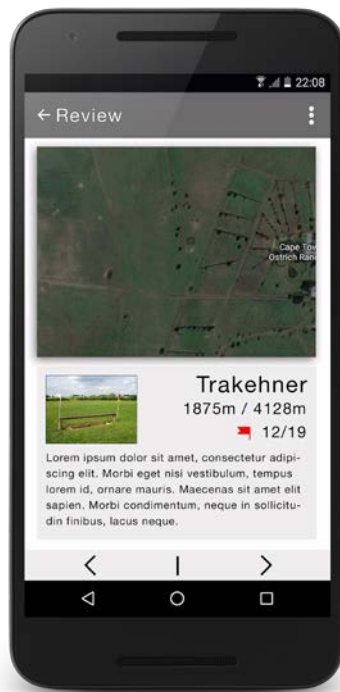 22:08
Review
Cape Tow
Ostrich Ran
Trakehner
1875m / 4128m
12/19
Lorem ipsum dolor sit amet, consectetur adipi-
scing elit. Morbi eget nisi vestibulum, tempus
lorem id, ornare mauris. Maecenas sit amet elit
sapien. Morbi condimentum, neque in sollicitu-
din finibus, lacus neque.